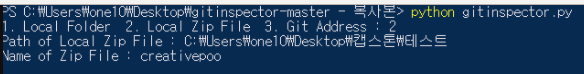 PS C:₩Users₩one10₩Desktop₩gitinspector-master - 복사본> python gitinspector.py
1. Local Folder  2. Local Zip File  3. Git Address : 2
Path of Local Zip File : C:₩Users₩one10₩Desktop₩캡스톤₩테스트
Name of Zip File : creativepoo